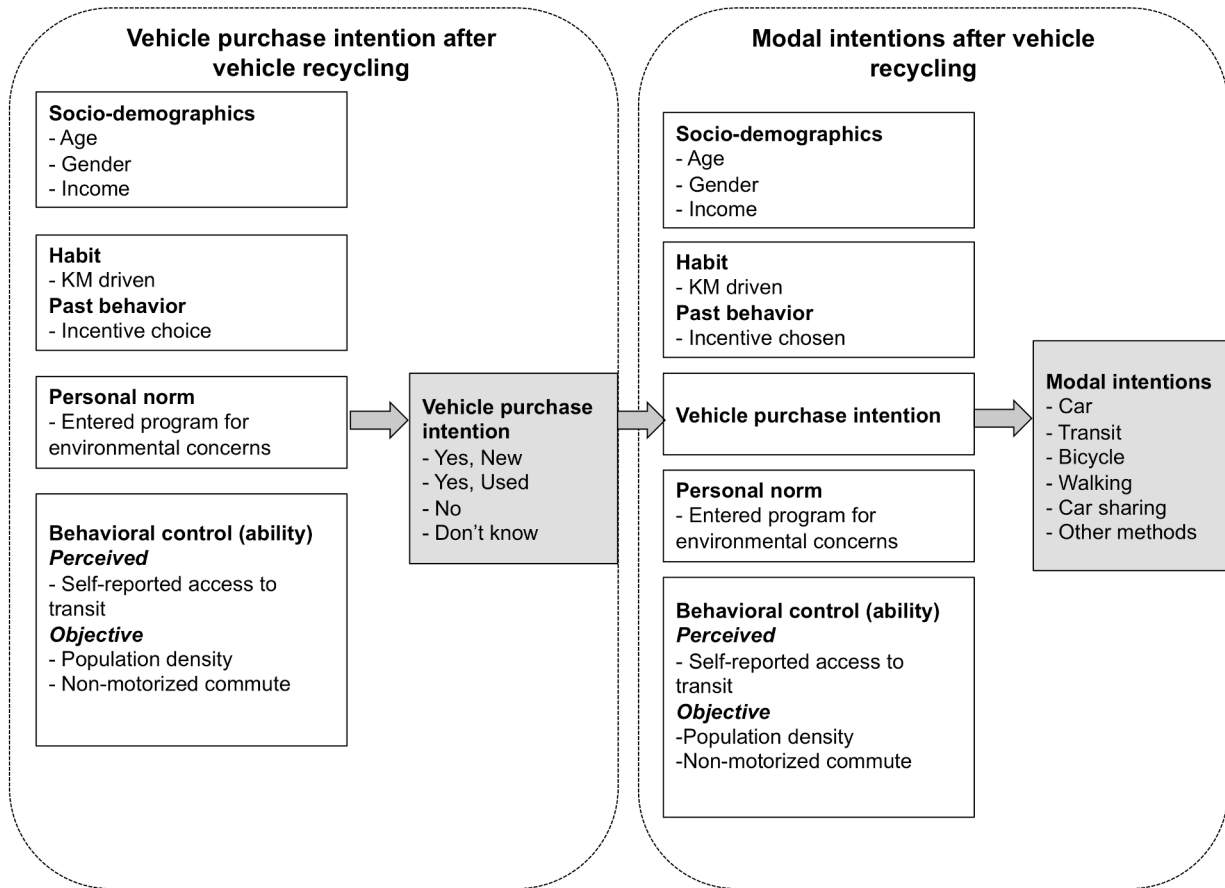 Vehicle purchase intention after
vehicle recycling
Socio-demographics
- Age
- Gender
- Income
Habit
- KM driven
Past behavior
- Incentive choice
Personal norm
- Entered program for
environmental concerns
Behavioral control (ability)
Perceived
- Self-reported access to
transit
Objective
- Population density
- Non-motorized commute
Vehicle purchase
intention
- Yes, New
- Yes, Used
- No
- Don’t know
Modal intentions after vehicle
recycling
Socio-demographics
- Age
- Gender
- Income
Habit
- KM driven
Past behavior
- Incentive chosen
Vehicle purchase intention
Personal norm
- Entered program for
environmental concerns
Behavioral control (ability)
Perceived
- Self-reported access to
transit
Objective
-Population density
-Non-motorized commute
Modal intentions
- Car
- Transit
- Bicycle
- Walking
- Car sharing
- Other methods